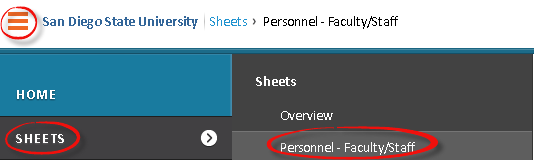 San Diego State University | Sheets › Personnel - Faculty/Staff
HOME
SHEETS
Sheets
Overview
Personnel - Faculty/Staff